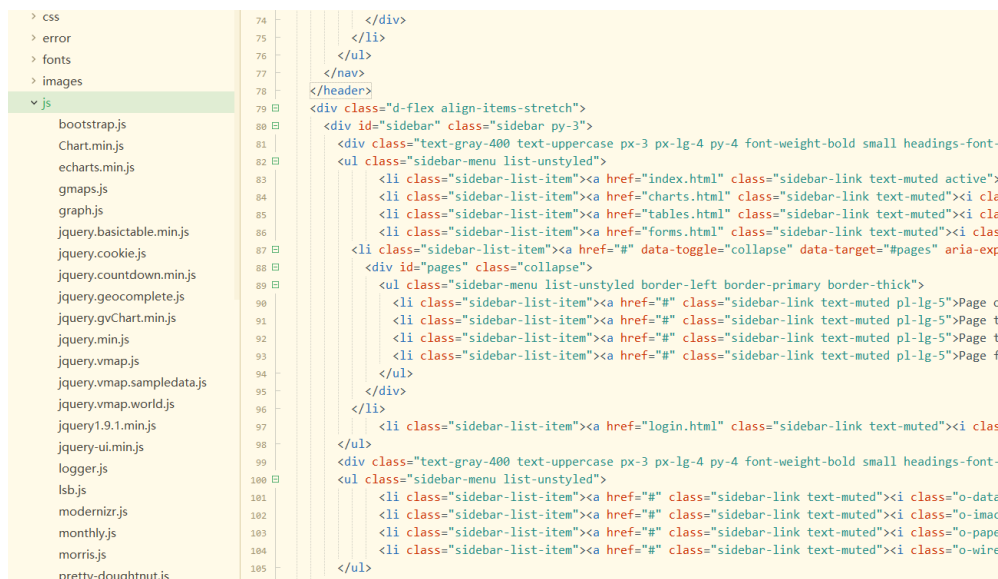 css
error
fonts
images
js
bootstrap.js
Chart.min.js
echarts.min.js
gmaps.js
graph.js
jquery.basictable.min.js
jquery.cookie.js
jquery.countdown.min.js
jquery.geocomplete.js
jquery.gvChart.min.js
jquery.min.js
jquery.vmap.js
jquery.vmap.sampledata.js
jquery.vmap.world.js
jquery1.9.1.min.js
jquery-ui.min.js
logger.js
lsb.js
modernizr.js
monthly.js
morris.js
pretty-doughtnut.js
74 </div>
75 </li>
76 </ul>
77 </nav>
78 </header>
79 <div class="d-flex align-items-stretch">
80 <div id="sidebar" class="sidebar py-3">
81 <div class="text-gray-400 text-uppercase px-3 px-lg-4 py-4 font-weight-bold small headings-font-
82 <ul class="sidebar-menu list-unstyled">
83 <li class="sidebar-list-item"><a href="index.html" class="sidebar-link text-muted active">
84 <li class="sidebar-list-item"><a href="charts.html" class="sidebar-link text-muted"><i cla
85 <li class="sidebar-list-item"><a href="tables.html" class="sidebar-link text-muted"><i cla
86 <li class="sidebar-list-item"><a href="forms.html" class="sidebar-link text-muted"><i clas
87 <li class="sidebar-list-item"><a href="#" data-toggle="collapse" data-target="#pages" aria-exp
88 <div id="pages" class="collapse">
89 <ul class="sidebar-menu list-unstyled border-left border-primary border-thick">
90 <li class="sidebar-list-item"><a href="#" class="sidebar-link text-muted pl-lg-5">Page o
91 <li class="sidebar-list-item"><a href="#" class="sidebar-link text-muted pl-lg-5">Page t
92 <li class="sidebar-list-item"><a href="#" class="sidebar-link text-muted pl-lg-5">Page t
93 <li class="sidebar-list-item"><a href="#" class="sidebar-link text-muted pl-lg-5">Page f
94 </ul>
95 </div>
96 </li>
97 <li class="sidebar-list-item"><a href="login.html" class="sidebar-link text-muted"><i clas
98 </ul>
99 <div class="text-gray-400 text-uppercase px-3 px-lg-4 py-4 font-weight-bold small headings-font-
100 <ul class="sidebar-menu list-unstyled">
101 <li class="sidebar-list-item"><a href="#" class="sidebar-link text-muted"><i class="o-data
102 <li class="sidebar-list-item"><a href="#" class="sidebar-link text-muted"><i class="o-imac
103 <li class="sidebar-list-item"><a href="#" class="sidebar-link text-muted"><i class="o-pape
104 <li class="sidebar-list-item"><a href="#" class="sidebar-link text-muted"><i class="o-wire
105 </ul>